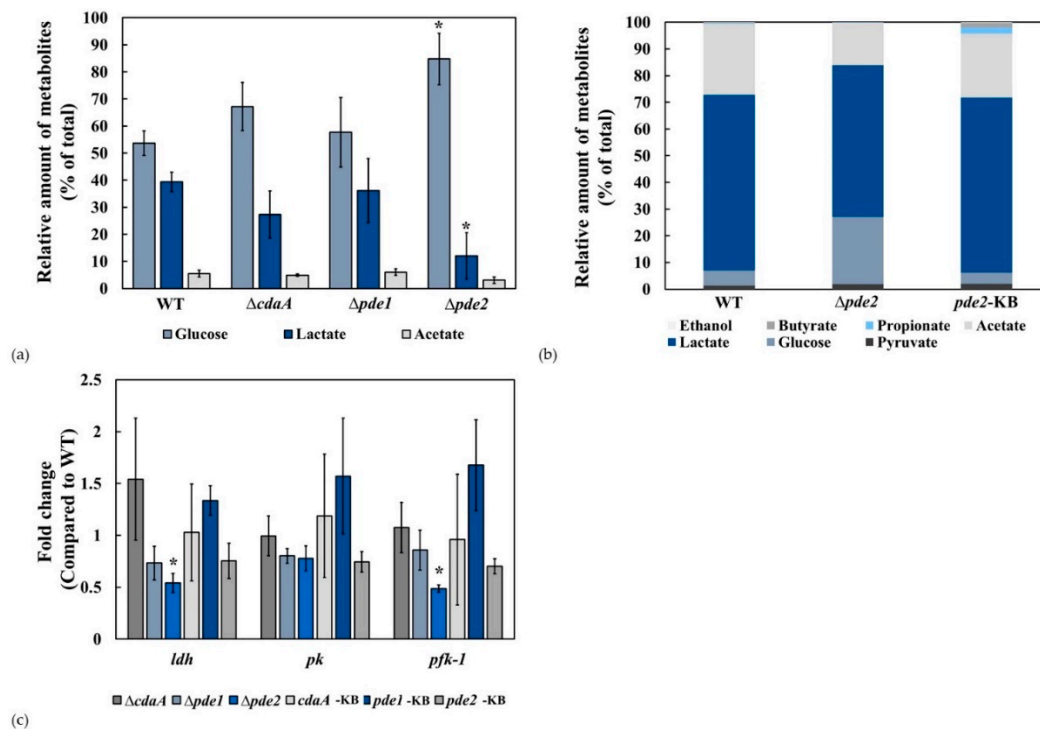 Relative amount of metabolites
(% of total)
100
90
80
70
60
50
40
30
20
10
0
*
*
WT
ΔcdaA
Δpde1
Δpde2
Glucose
Lactate
Acetate
(a)
Relative amount of metabolites
(% of total)
100
90
80
70
60
50
40
30
20
10
0
WT
Δpde2
pde2-KB
Ethanol
Butyrate
Propionate
Acetate
Lactate
Glucose
Pyruvate
(b)
Fold change
(Compared to WT)
2.5
2
1.5
1
0.5
0
*
*
ldh
pk
pfk-1
ΔcdaA
Δpde1
Δpde2
cdaA -KB
pde1 -KB
pde2 -KB
(c)